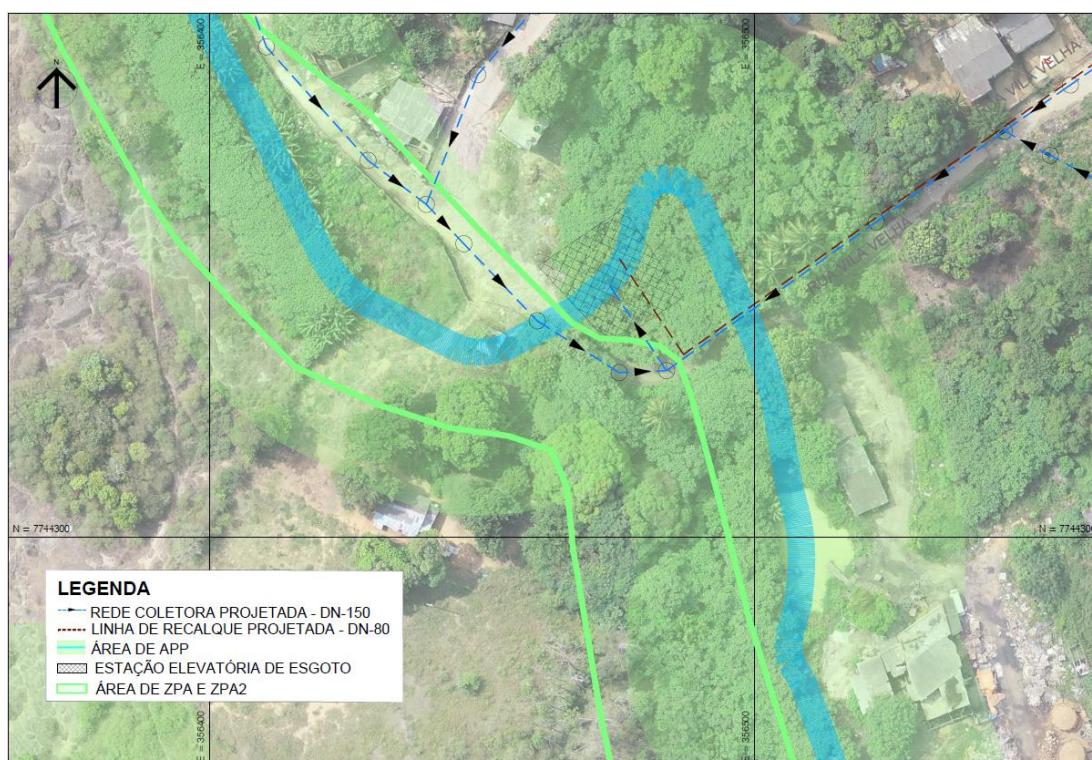 E = 356400
E = 356500
N
VILA VELHA
A VELHA
N = 7744300
N = 7744300
LEGENDA
REDE COLETORA PROJETADA - DN-150
LINHA DE RECALQUE PROJETADA - DN-80
ÁREA DE APP
ESTAÇÃO ELEVATÓRIA DE ESGOTO
ÁREA DE ZPA E ZPA2
E = 356400
E = 356500